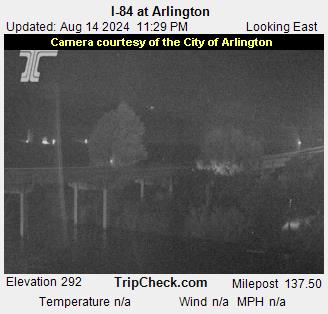 I-84 at Arlington
Updated: Aug 14 2024 11:29 PM Looking East
Camera courtesy of the City of Arlington
Elevation 292 TripCheck.com Milepost 137.50
Temperature n/a Wind n/a MPH n/a